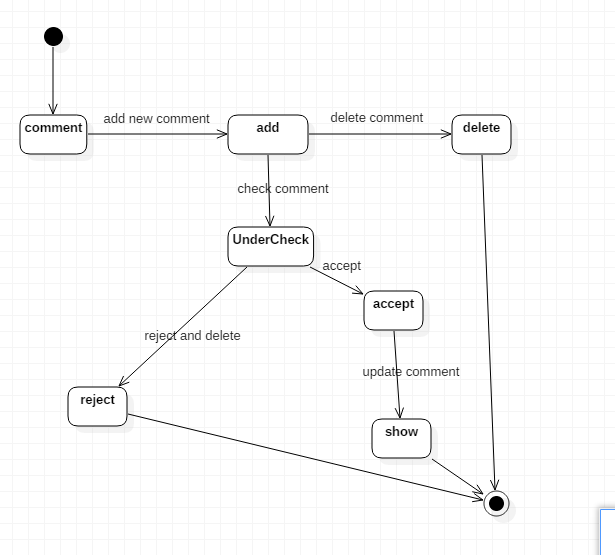 comment
add new comment
add
delete comment
delete
check comment
UnderCheck
accept
accept
reject and delete
update comment
reject
show